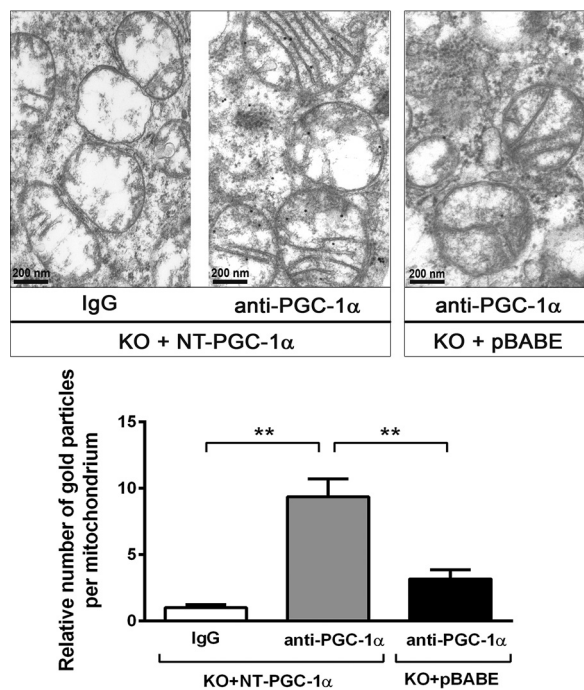 200 nm
200 nm
200 nm
IgG
anti-PGC-1α
anti-PGC-1α
KO + NT-PGC-1α
KO + pBABE
Relative number of gold particles
per mitochondrium
15
10
5
0
**
**
IgG
anti-PGC-1α
anti-PGC-1α
KO+NT-PGC-1α
KO+pBABE